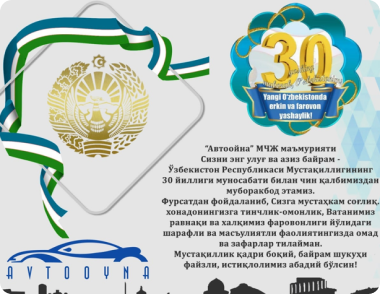 30
Yangi O'zbekistonda
erkin va farovon
yashaylik!
"Автоойна" МЧЖ маъмурияти
Сизни энг улуғ ва азиз байрам -
Ўзбекистон Республикаси Мустақиллигининг
30 йиллиги муносабати билан чин қалбимиздан
муборакбод этамиз.
Фурсатдан фойдаланиб, Сизга мустаҳкам соғлиқ,
хонадонингизга тинчлик-омонлик, Ватанимиз
равнақи ва халқимиз фаровонлиги йўлидаги
шарафли ва масъулиятли фаолиятингизда омад
ва зафарлар тилайман.
Мустақиллик қадри боқий, байрам шукуҳи
файзли, истиқлолимиз абадий бўлсин!
AVTOOYNA